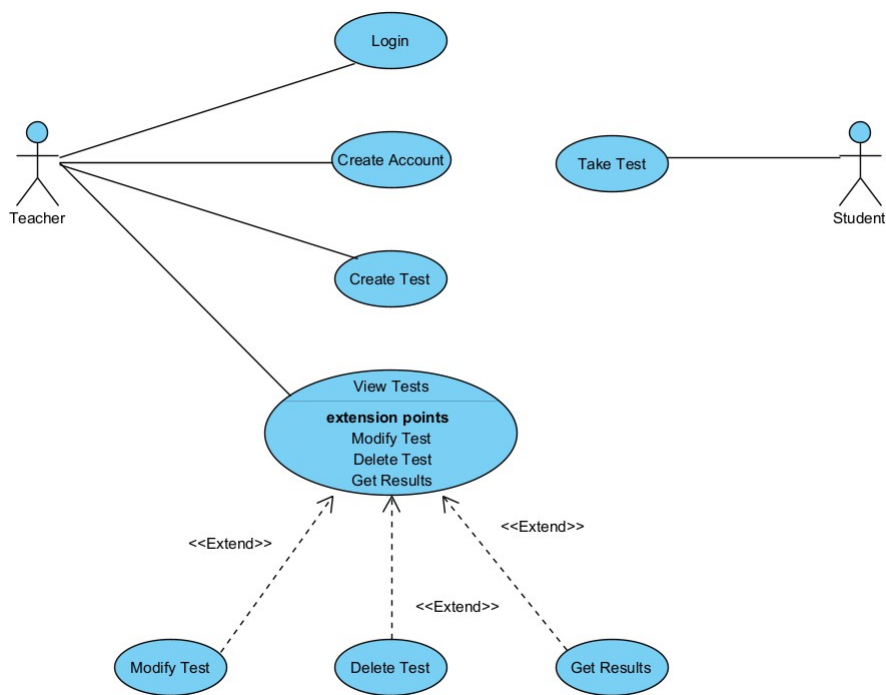 Login
Create Account
Take Test
Teacher
Student
Create Test
View Tests
extension points
Modify Test
Delete Test
Get Results
<<Extend>>
<<Extend>>
<<Extend>>
Modify Test
Delete Test
Get Results